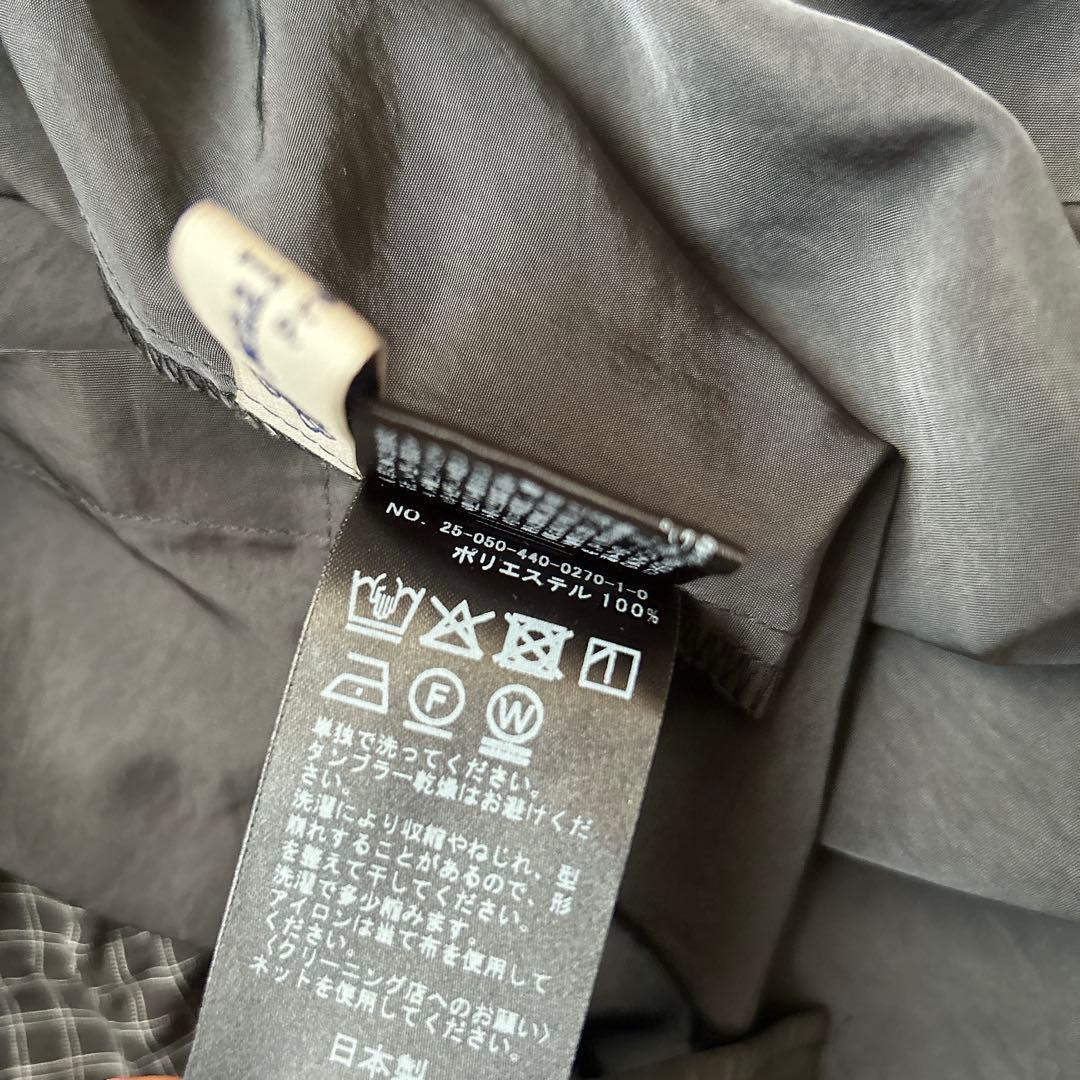 NO. 25-050-440-0270-1-0
ポリエステル 100%
F W
単独で洗ってください。
タンブラー乾燥はお避けくだ
さい。
洗濯により収縮やねじれ、型
崩れすることがあるので、形
を整えて干してください。
洗濯で多少縮みます。
アイロンは当て布を使用して
ください。
〈クリーニング店へのお願い〉
ネットを使用してください。
日本製